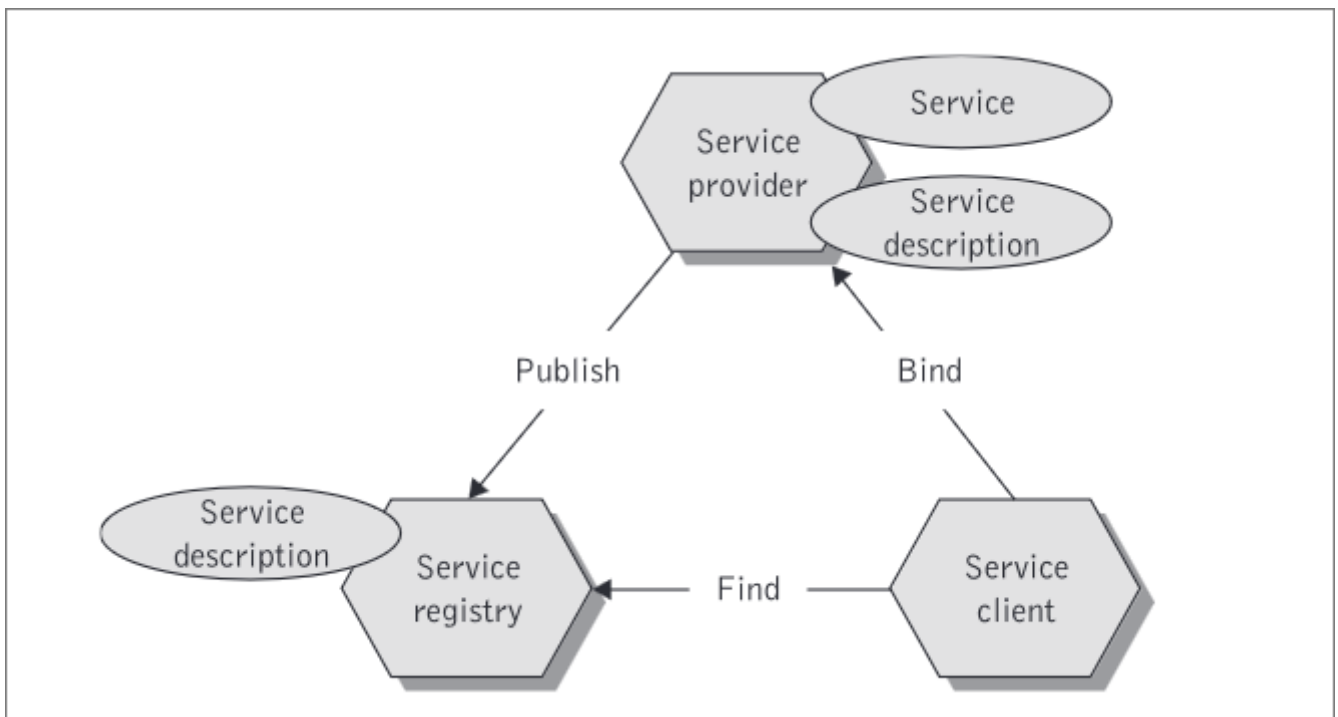 Service
Service
provider
Service
description
Publish
Bind
Service
description
Service
registry
Find
Service
client